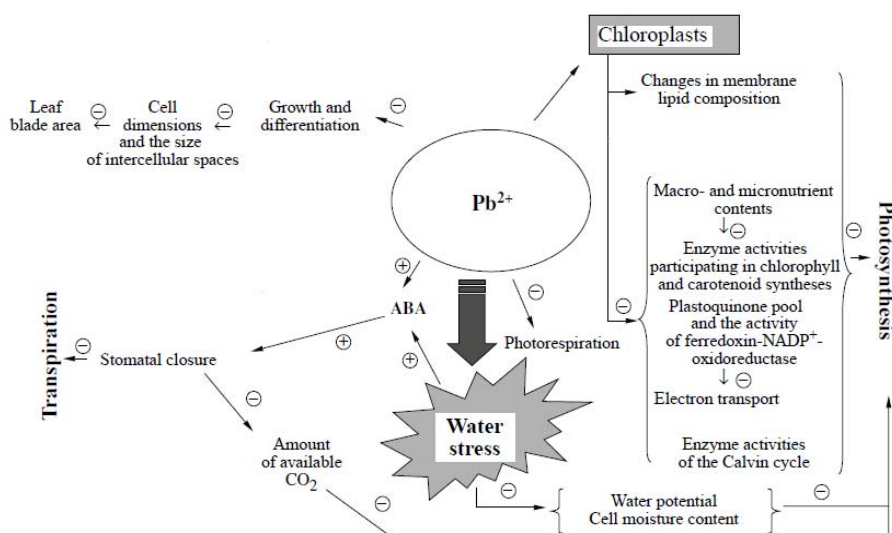 Chloroplasts
Changes in membrane
lipid composition
Leaf
blade area
⊖
←
Cell
dimensions
and the size
of intercellular spaces
⊖
←
Growth and
differentiation
⊖
Pb²⁺
Macro- and micronutrient
contents
↓⊖
Enzyme activities
participating in chlorophyll
and carotenoid syntheses
Plastoquinone pool
and the activity
of ferredoxin-NADP⁺-
oxidoreductase
↓⊖
Electron transport
Enzyme activities
of the Calvin cycle
⊖
⊖
Photosynthesis
⊕
ABA
⊖
Photorespiration
⊕
⊕
Transpiration
⊖
Stomatal closure
⊖
Water
stress
Amount
of available
CO₂
⊖
⊖
Water potential
Cell moisture content
⊖